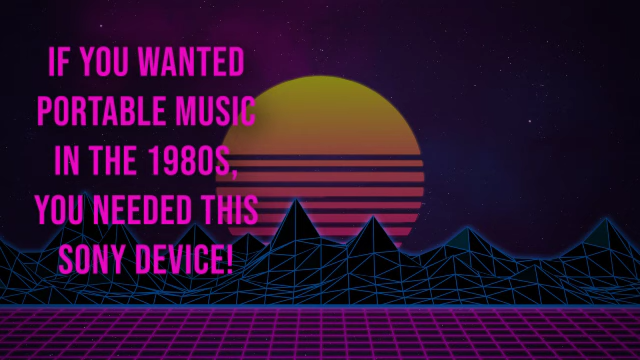 IF YOU WANTED
PORTABLE MUSIC
IN THE 1980S,
YOU NEEDED THIS
SONY DEVICE!